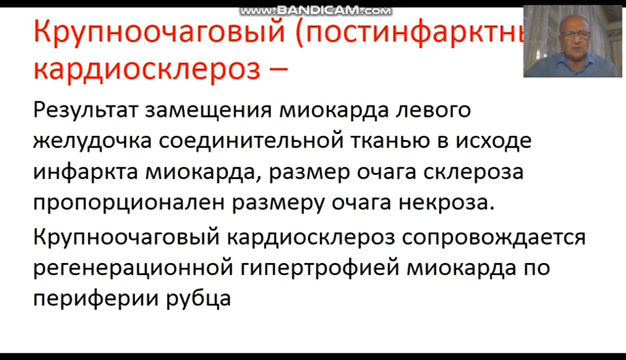 www.BANDICAM.com
Крупноочаговый (постинфарктны
кардиосклероз –
Результат замещения миокарда левого
желудочка соединительной тканью в исходе
инфаркта миокарда, размер очага склероза
пропорционален размеру очага некроза.
Крупноочаговый кардиосклероз сопровождается
регенерационной гипертрофией миокарда по
периферии рубца